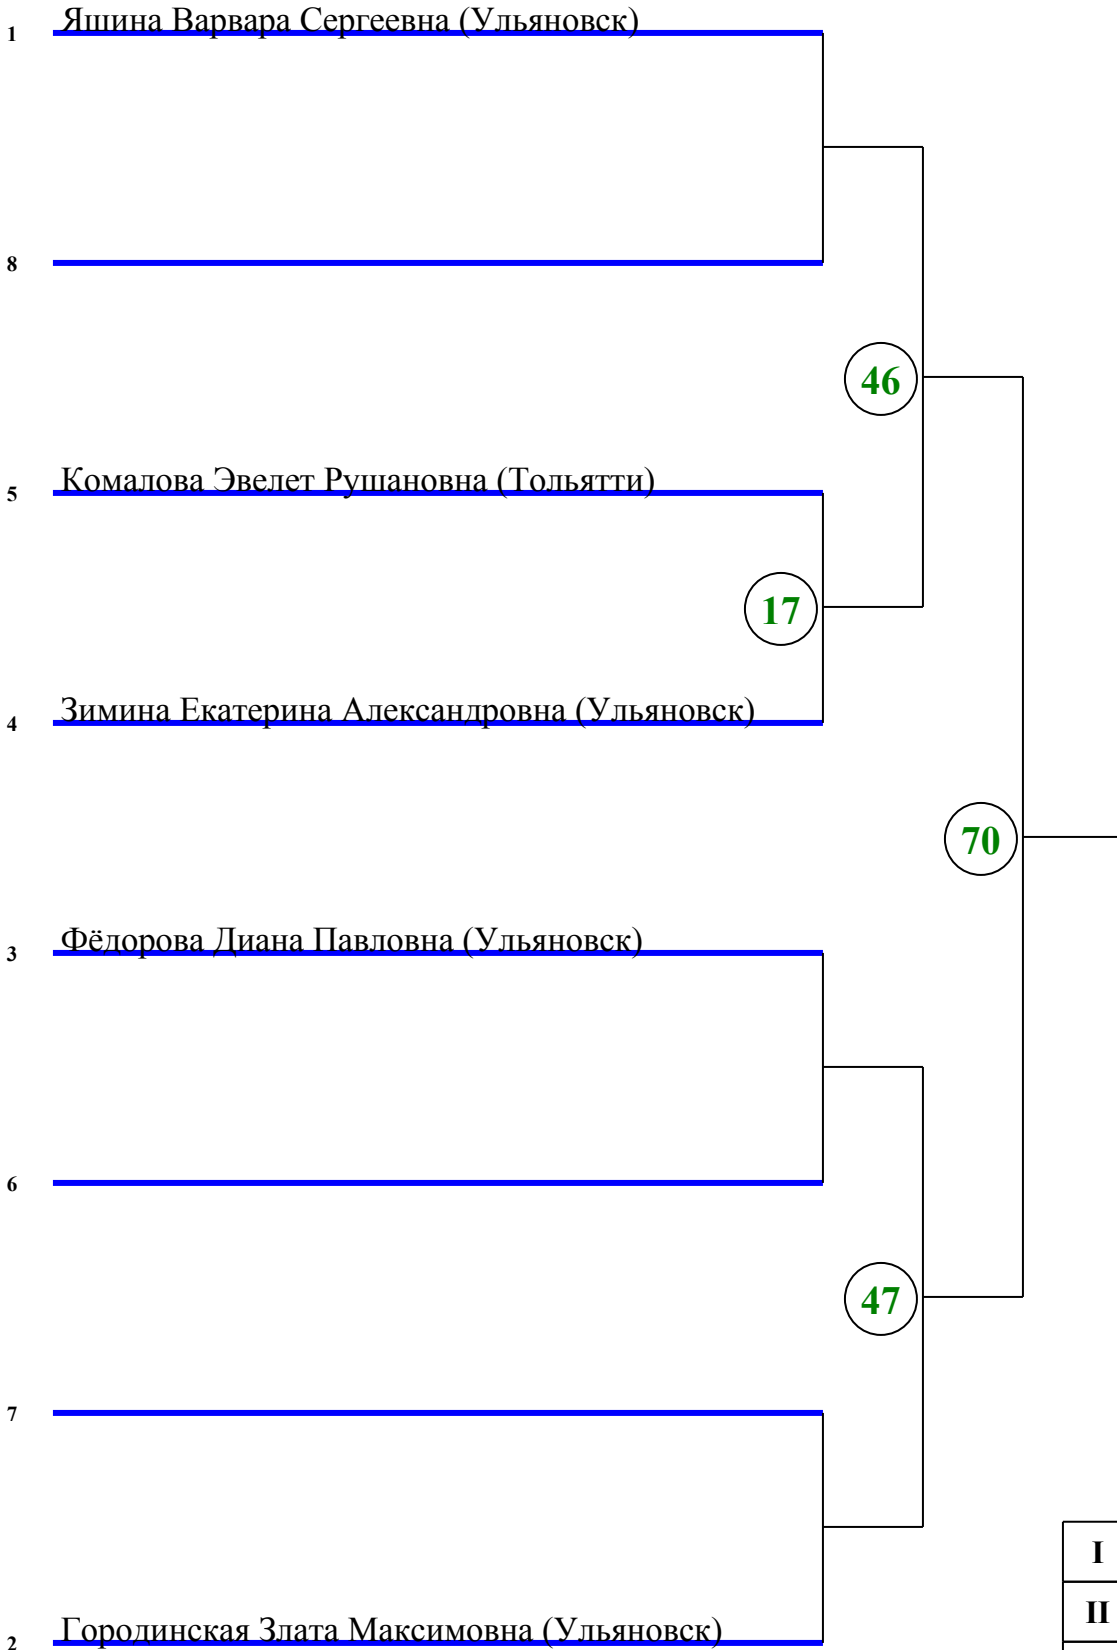 1 Яшина Варвара Сергеевна (Ульяновск)
8
46
5 Комалова Эвелет Рушановна (Тольятти)
17
4 Зимина Екатерина Александровна (Ульяновск)
70
3 Фёдорова Диана Павловна (Ульяновск)
6
47
7
I
II
2 Городинская Злата Максимовна (Ульяновск)